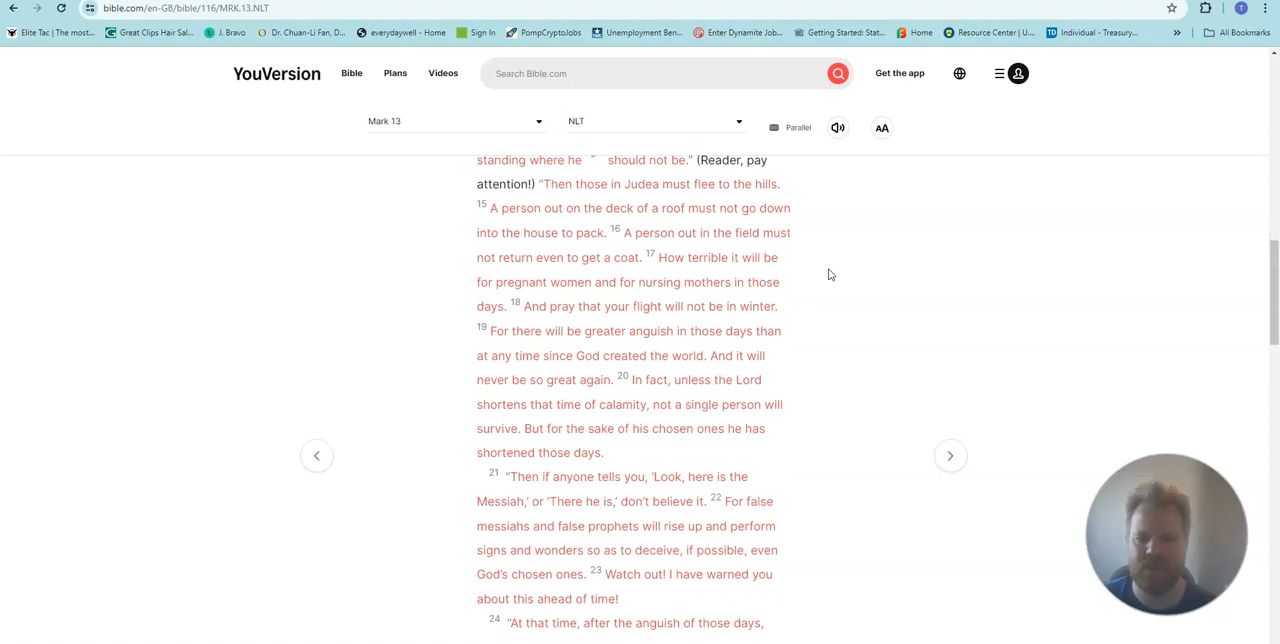 bible.com/en-GB/bible/116/MRK.13.NLT
T
Elite Tac | The most... Great Clips Hair Sal... J. Bravo Dr. Chuan-Li Fan, D... everydaywell - Home Sign In PompCryptoJobs Unemployment Ben... Enter Dynamite Job... Getting Started: Stat... Home Resource Center | U.... TD Individual - Treasury... » All Bookmarks
YouVersion Bible Plans Videos Search Bible.com Get the app
Mark 13 NLT Parallel AA
standing where he should not be.” (Reader, pay
attention!) “Then those in Judea must flee to the hills.
15 A person out on the deck of a roof must not go down
into the house to pack. 16 A person out in the field must
not return even to get a coat. 17 How terrible it will be
for pregnant women and for nursing mothers in those
days. 18 And pray that your flight will not be in winter.
19 For there will be greater anguish in those days than
at any time since God created the world. And it will
never be so great again. 20 In fact, unless the Lord
shortens that time of calamity, not a single person will
survive. But for the sake of his chosen ones he has
shortened those days.
21 “Then if anyone tells you, ‘Look, here is the
Messiah,’ or ‘There he is,’ don’t believe it. 22 For false
messiahs and false prophets will rise up and perform
signs and wonders so as to deceive, if possible, even
God’s chosen ones. 23 Watch out! I have warned you
about this ahead of time!
24 “At that time, after the anguish of those days,